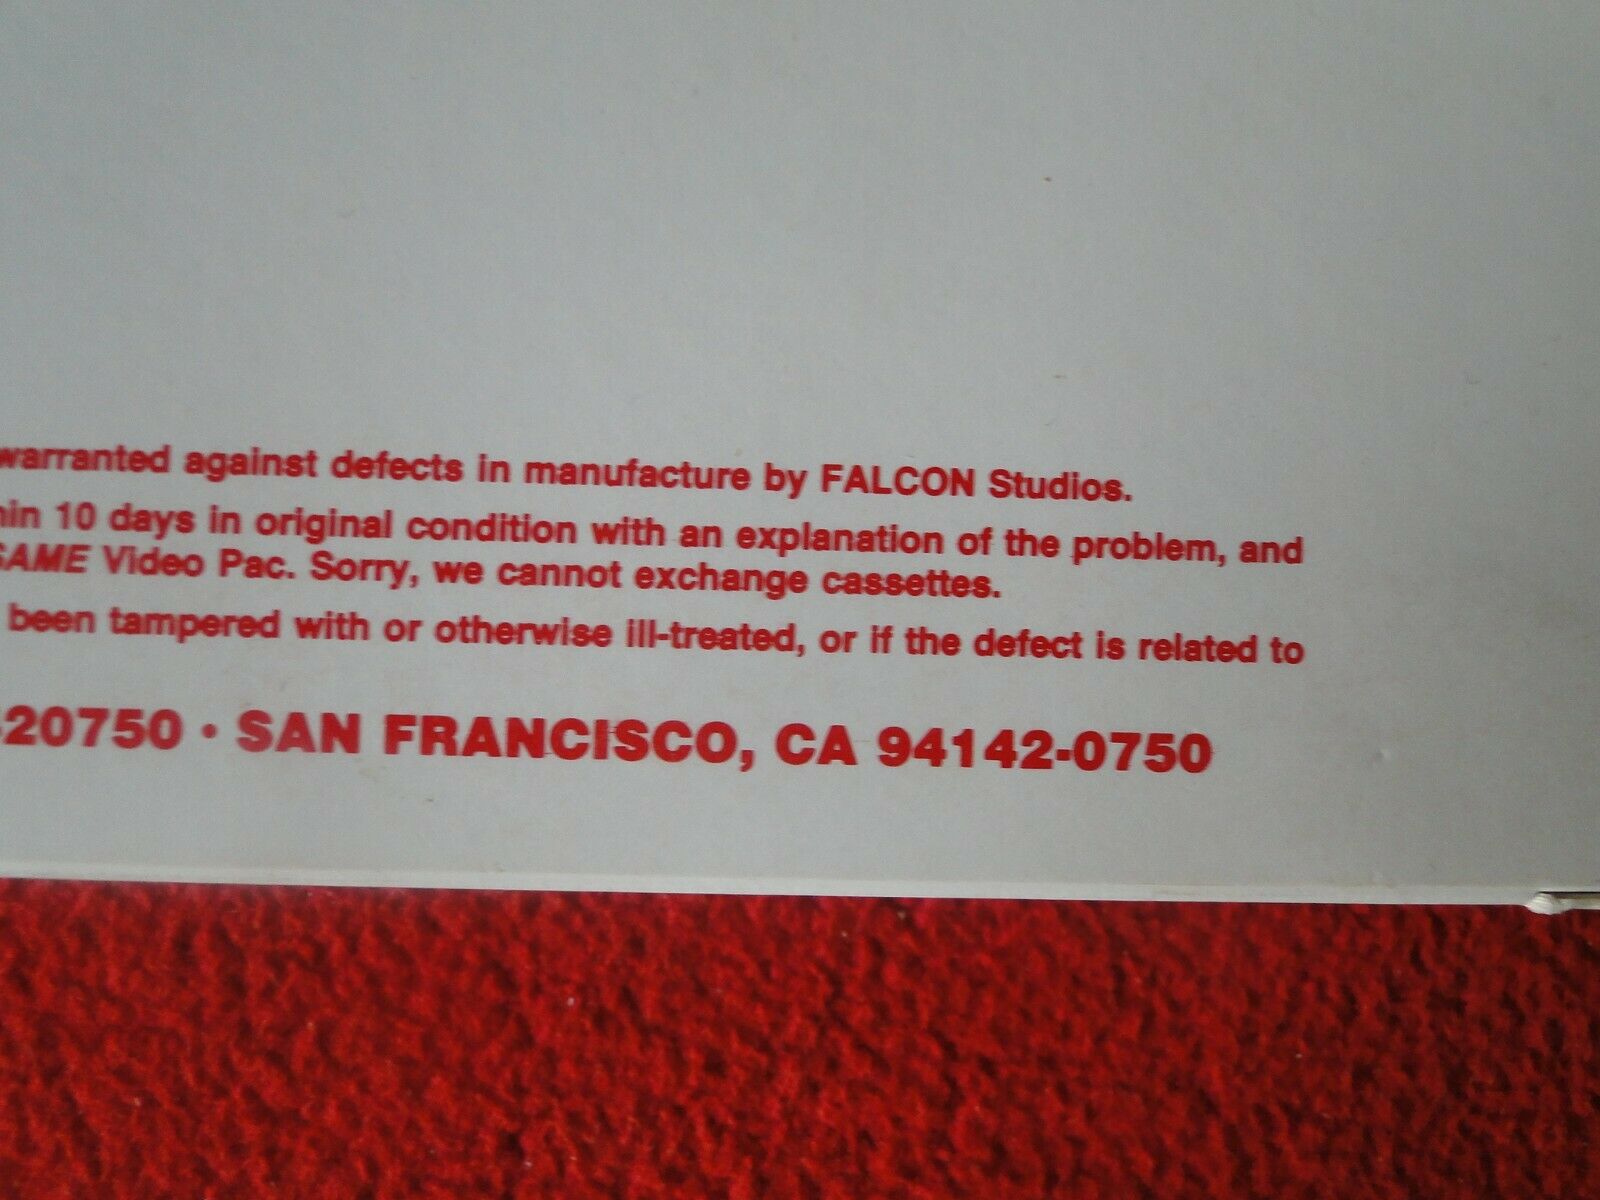 warranted against defects in manufacture by FALCON Studios.
10 days in original condition with an explanation of the problem, and
SAME Video Pac. Sorry, we cannot exchange cassettes.
been tampered with or otherwise ill-treated, or if the defect is related to
20750 • SAN FRANCISCO, CA 94142-0750